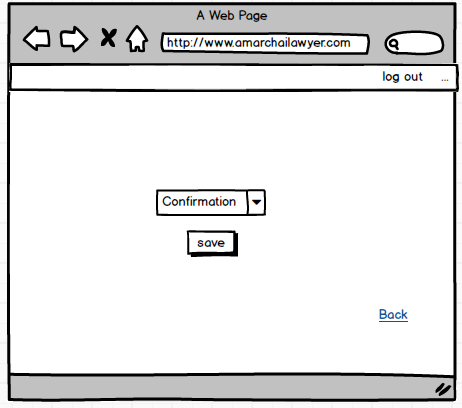 A Web Page
http://www.amarchailawyer.com
log out ...
Confirmation
save
Back